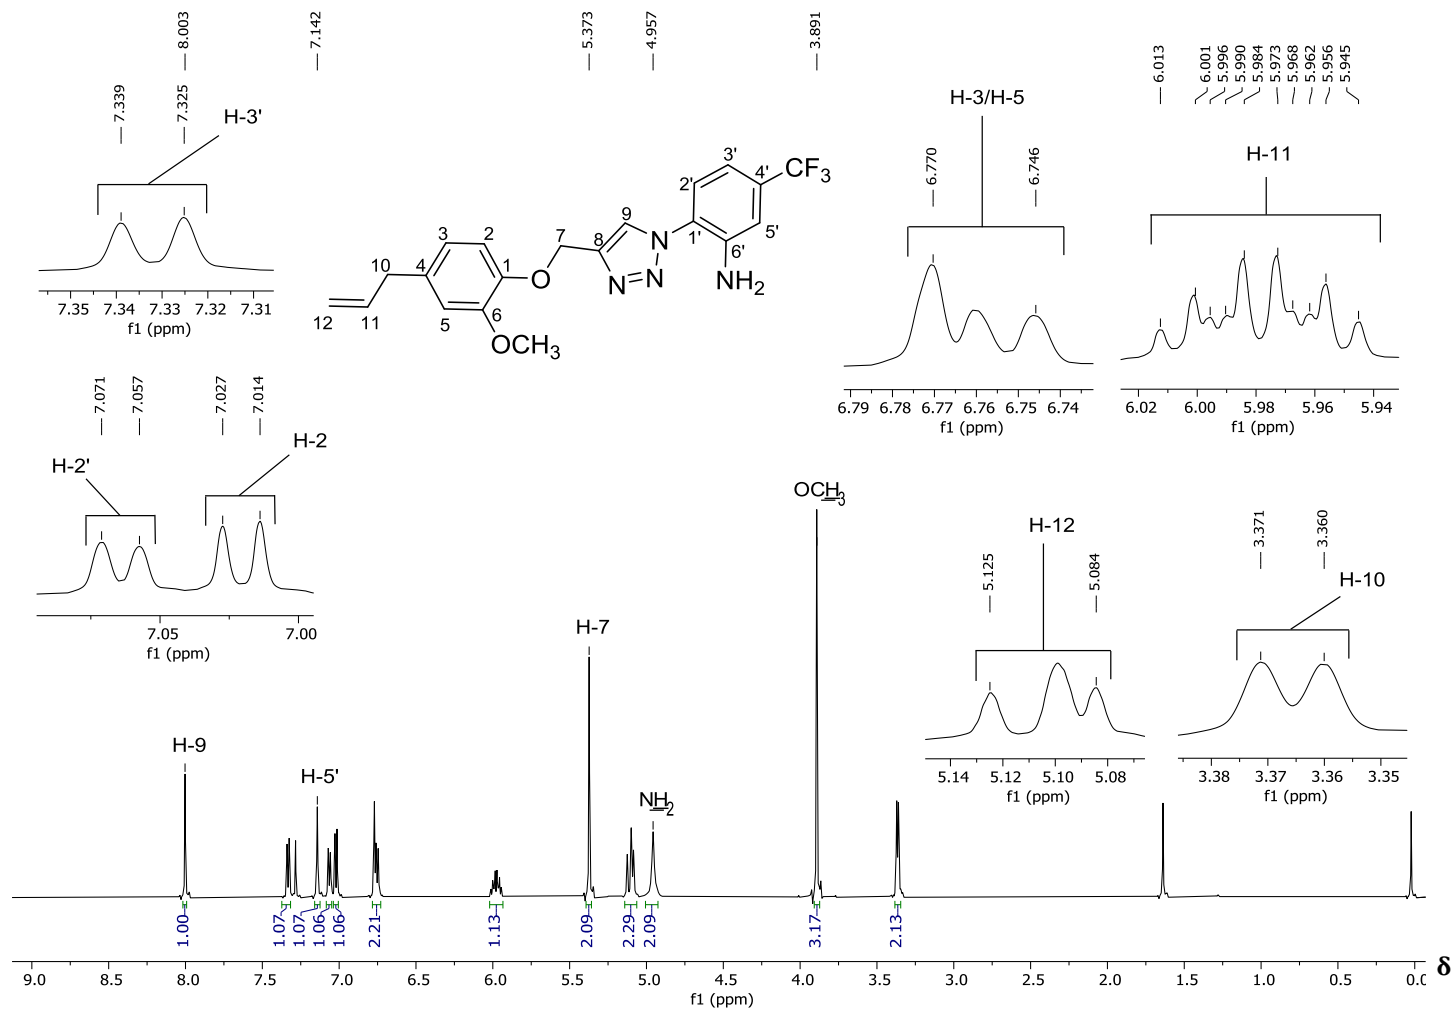 8.003
7.142
5.373
4.957
3.891
6.013
6.001
5.996
5.990
5.984
5.973
5.968
5.962
5.956
5.945
7.339
7.325
H-3'
7.35 7.34 7.33 7.32 7.31
f1 (ppm)
H-3/H-5
6.770
6.746
6.79 6.78 6.77 6.76 6.75 6.74
f1 (ppm)
H-11
6.02 6.00 5.98 5.96 5.94
f1 (ppm)
3'
4'
CF3
2'
5'
1'
6'
NH2
9
N
N
N
7
8
O
3
2
4
1
10
5
6
OCH3
12
11
7.071
7.057
7.027
7.014
H-2'
H-2
7.05 7.00
f1 (ppm)
H-12
5.125
5.084
5.14 5.12 5.10 5.08
f1 (ppm)
3.371
3.360
H-10
3.38 3.37 3.36 3.35
f1 (ppm)
OCH3
H-7
H-9
H-5'
NH2
1.00
1.07
1.07
1.06
1.06
2.21
1.13
2.09
2.29
2.09
3.17
2.13
9.0 8.5 8.0 7.5 7.0 6.5 6.0 5.5 5.0 4.5 4.0 3.5 3.0 2.5 2.0 1.5 1.0 0.5 0.0
f1 (ppm)
δ